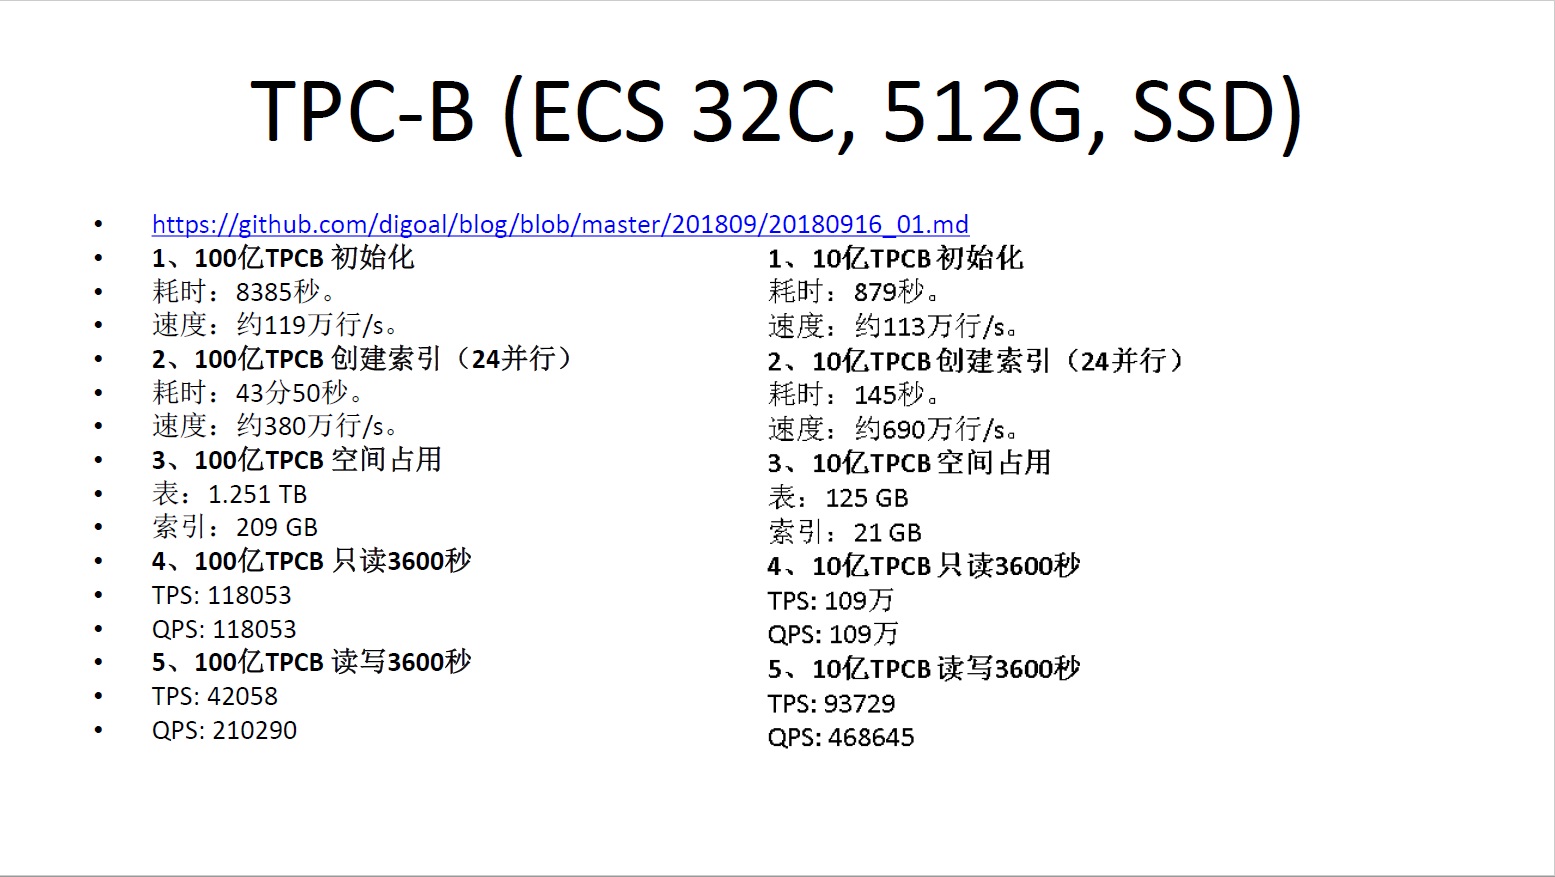 TPC-B (ECS 32C, 512G, SSD)
• https://github.com/digoal/blog/blob/master/201809/20180916_01.md
• 1、100亿TPCB 初始化
• 耗时：8385秒。
• 速度：约119万行/s。
• 2、100亿TPCB 创建索引（24并行）
• 耗时：43分50秒。
• 速度：约380万行/s。
• 3、100亿TPCB 空间占用
• 表：1.251 TB
• 索引：209 GB
• 4、100亿TPCB 只读3600秒
• TPS: 118053
• QPS: 118053
• 5、100亿TPCB 读写3600秒
• TPS: 42058
• QPS: 210290
1、10亿TPCB 初始化
耗时：879秒。
速度：约113万行/s。
2、10亿TPCB 创建索引（24并行）
耗时：145秒。
速度：约690万行/s。
3、10亿TPCB 空间占用
表：125 GB
索引：21 GB
4、10亿TPCB 只读3600秒
TPS: 109万
QPS: 109万
5、10亿TPCB 读写3600秒
TPS: 93729
QPS: 468645